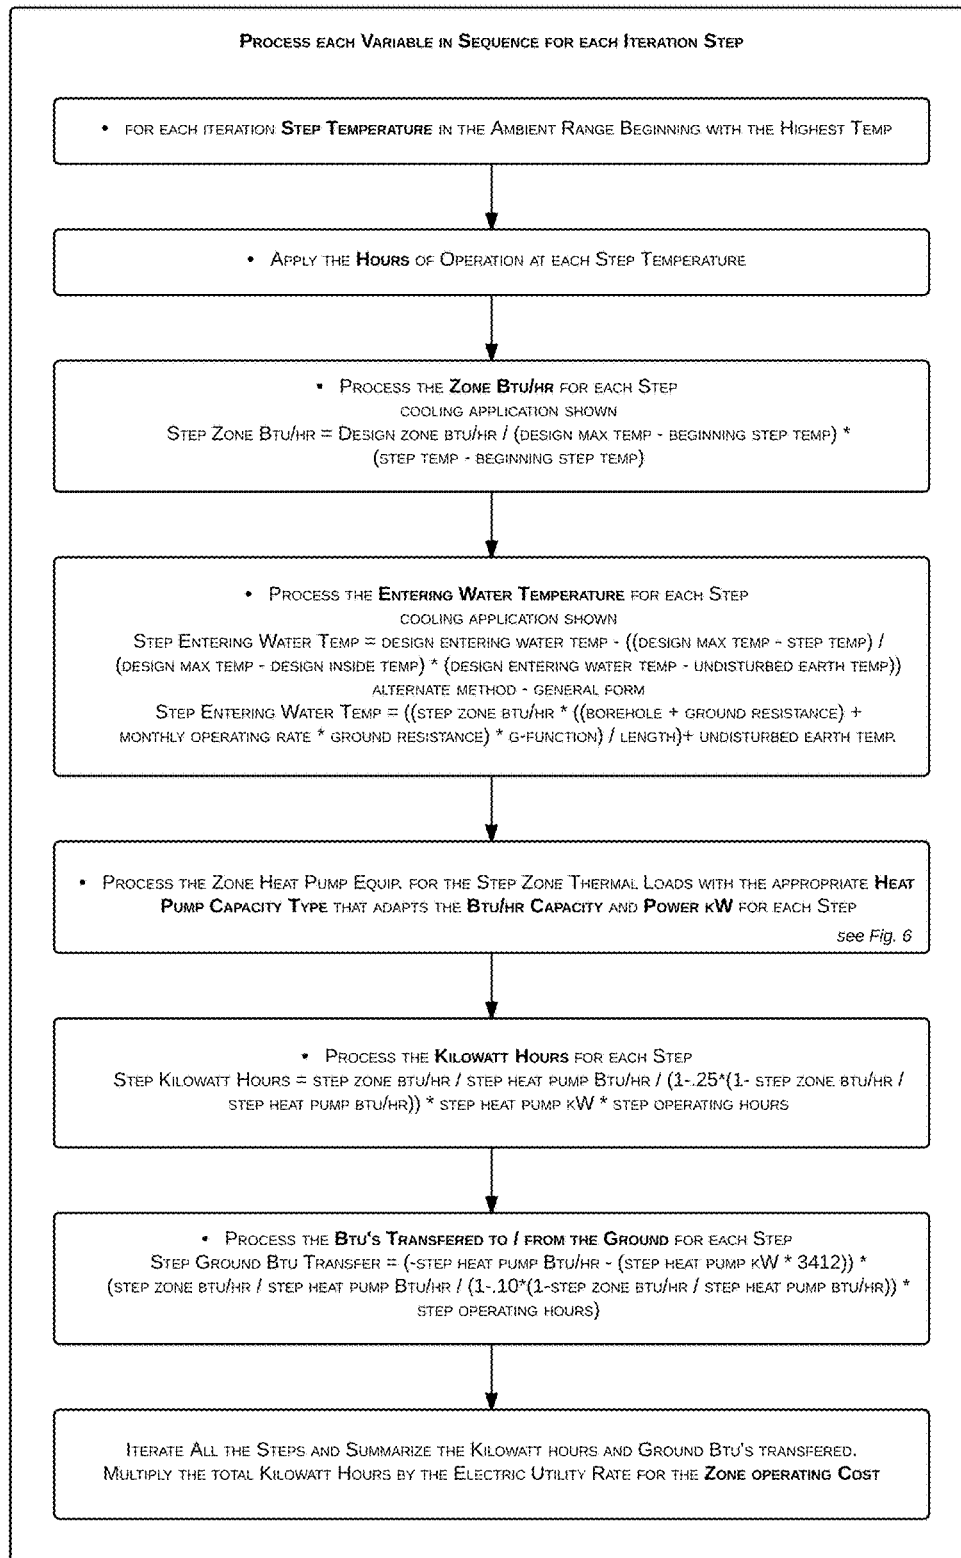 Process each Variable in Sequence for each Iteration Step
• for each iteration Step Temperature in the Ambient Range Beginning with the Highest Temp
• Apply the Hours of Operation at each Step Temperature
• Process the Zone Btu/hr for each Step
cooling application shown
Step Zone Btu/hr = Design zone btu/hr / (design max temp - beginning step temp) *
(step temp - beginning step temp)
• Process the Entering Water Temperature for each Step
cooling application shown
Step Entering Water Temp = design entering water temp - ((design max temp - step temp) /
(design max temp - design inside temp) * (design entering water temp - undisturbed earth temp))
alternate method - general form
Step Entering Water Temp = ((step zone btu/hr * ((borehole + ground resistance) +
monthly operating rate * ground resistance) * g-function) / length)+ undisturbed earth temp.
• Process the Zone Heat Pump Equip. for the Step Zone Thermal Loads with the appropriate Heat
Pump Capacity Type that adapts the Btu/hr Capacity and Power kW for each Step
see Fig. 6
• Process the Kilowatt Hours for each Step
Step Kilowatt Hours = step zone btu/hr / step heat pump Btu/hr / (1-.25*(1- step zone btu/hr /
step heat pump btu/hr)) * step heat pump kW * step operating hours
• Process the Btu's Transfered to / from the Ground for each Step
Step Ground Btu Transfer = (-step heat pump Btu/hr - (step heat pump kW * 3412)) *
(step zone btu/hr / step heat pump Btu/hr / (1-.10*(1-step zone btu/hr / step heat pump btu/hr)) *
step operating hours)
Iterate All the Steps and Summarize the Kilowatt hours and Ground Btu's transfered.
Multiply the total Kilowatt Hours by the Electric Utility Rate for the Zone operating Cost